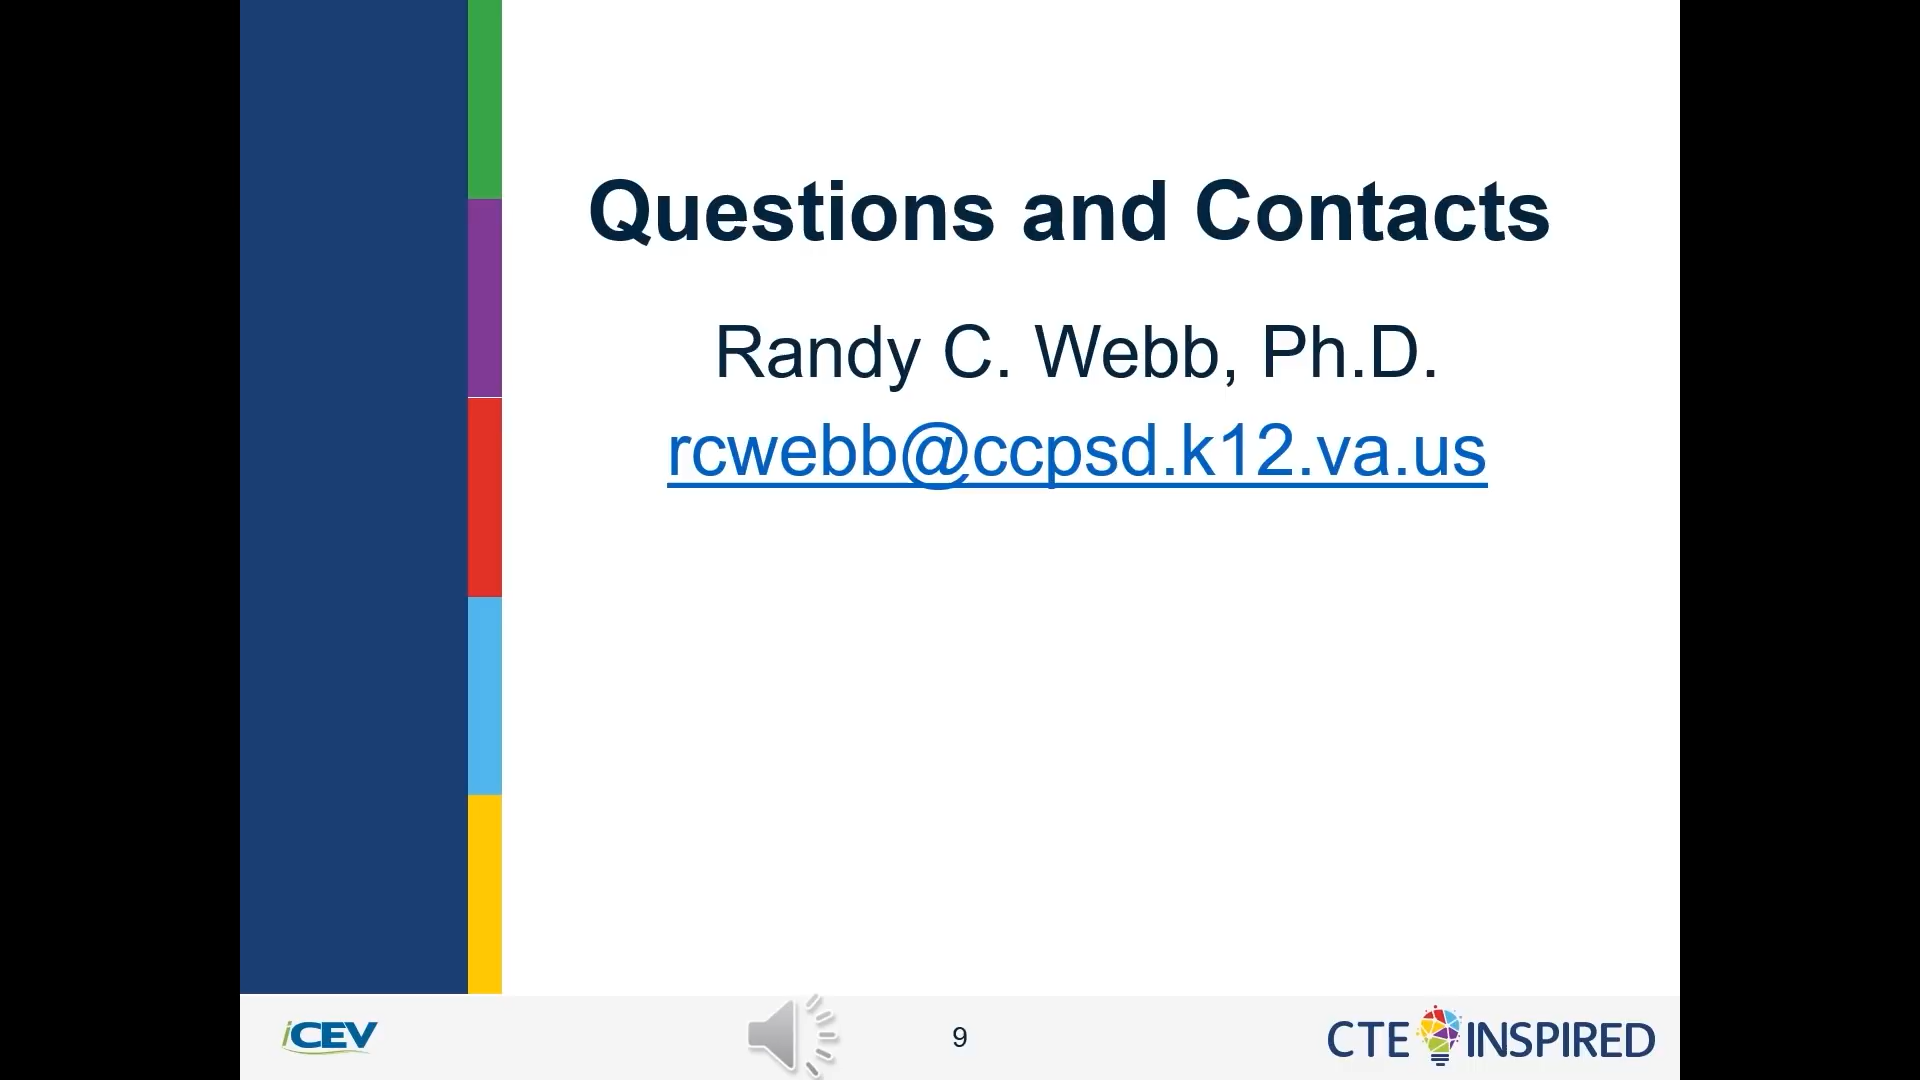 Questions and Contacts
Randy C. Webb, Ph.D.
rcwebb@ccpsd.k12.va.us
iCEV
9
CTE INSPIRED